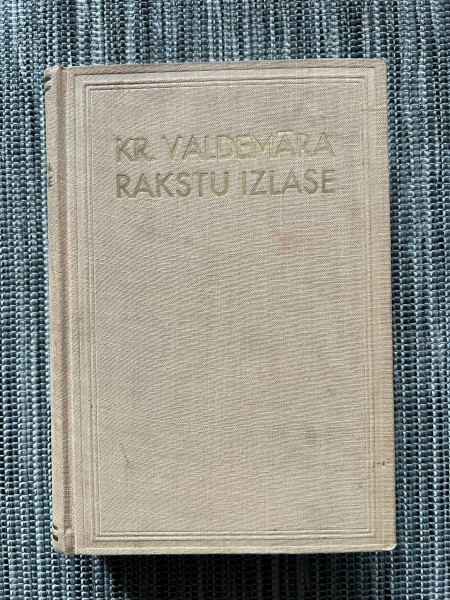 KR. VALDEMĀRA
RAKSTU IZLASE